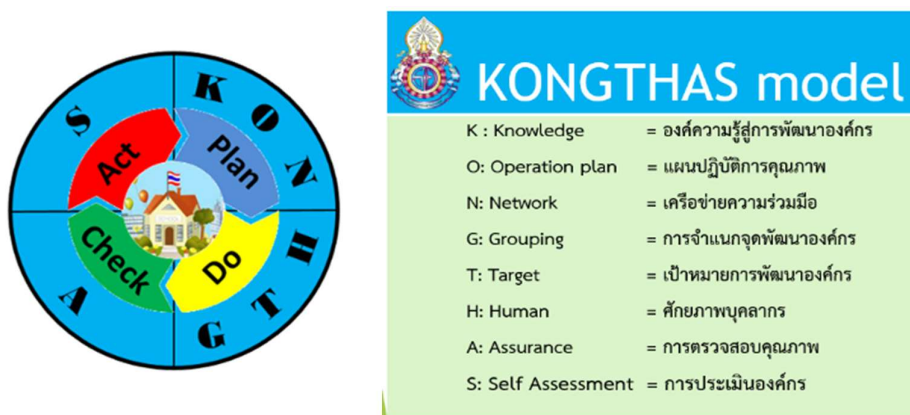 K O N
S
Act
Plan
Check
Do
A
G T H
KONGTHAS model
K : Knowledge = องค์ความรู้สู่การพัฒนาองค์กร
O: Operation plan = แผนปฏิบัติการคุณภาพ
N: Network = เครือข่ายความร่วมมือ
G: Grouping = การจำแนกจุดพัฒนาองค์กร
T: Target = เป้าหมายการพัฒนาองค์กร
H: Human = ศักยภาพบุคลากร
A: Assurance = การตรวจสอบคุณภาพ
S: Self Assessment = การประเมินองค์กร